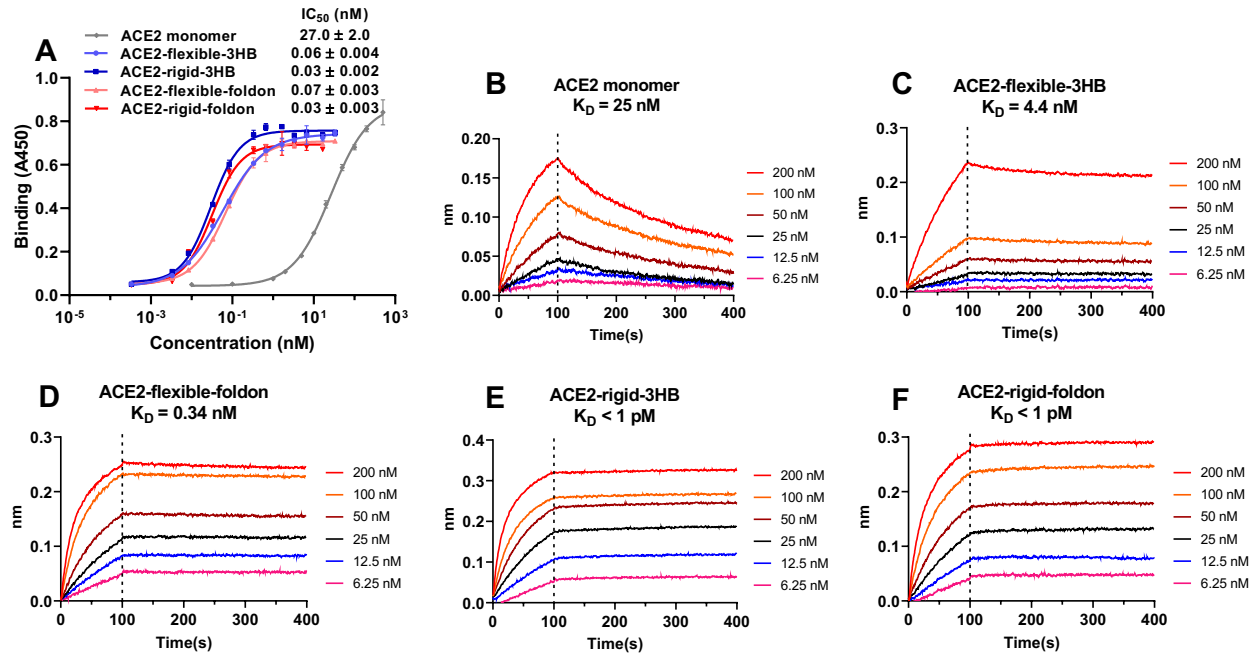 A
IC50 (nM)
ACE2 monomer 27.0 ± 2.0
ACE2-flexible-3HB 0.06 ± 0.004
ACE2-rigid-3HB 0.03 ± 0.002
ACE2-flexible-foldon 0.07 ± 0.003
ACE2-rigid-foldon 0.03 ± 0.003
1.0
0.8
0.6
0.4
0.2
0.0
Binding (A450)
10-5 10-3 10-1 101 103
Concentration (nM)
B
ACE2 monomer
KD = 25 nM
0.20
0.15
0.10
0.05
0.00
nm
0 100 200 300 400
Time(s)
200 nM
100 nM
50 nM
25 nM
12.5 nM
6.25 nM
C
ACE2-flexible-3HB
KD = 4.4 nM
0.3
0.2
0.1
0.0
nm
0 100 200 300 400
Time(s)
200 nM
100 nM
50 nM
25 nM
12.5 nM
6.25 nM
D
ACE2-flexible-foldon
KD = 0.34 nM
0.3
0.2
0.1
0.0
nm
0 100 200 300 400
Time(s)
200 nM
100 nM
50 nM
25 nM
12.5 nM
6.25 nM
E
ACE2-rigid-3HB
KD < 1 pM
0.4
0.3
0.2
0.1
0.0
nm
0 100 200 300 400
Time(s)
200 nM
100 nM
50 nM
25 nM
12.5 nM
6.25 nM
F
ACE2-rigid-foldon
KD < 1 pM
0.3
0.2
0.1
0.0
nm
0 100 200 300 400
Time(s)
200 nM
100 nM
50 nM
25 nM
12.5 nM
6.25 nM